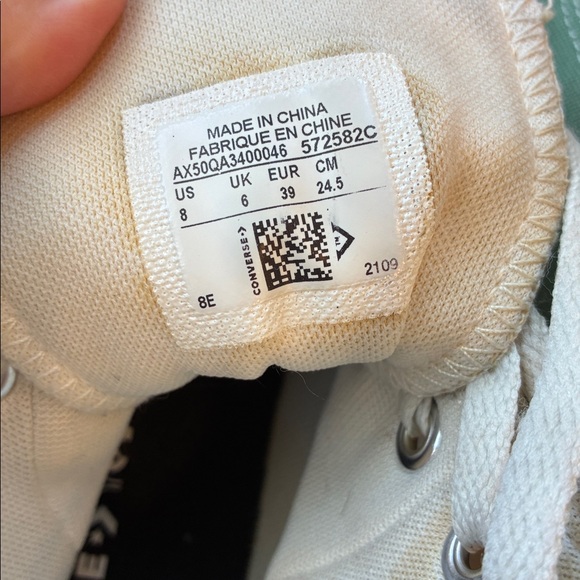 MADE IN CHINA
FABRIQUE EN CHINE
AX50QA3400046 572582C
US UK EUR CM
8 6 39 24.5
CONVERSE
™
8E 2109